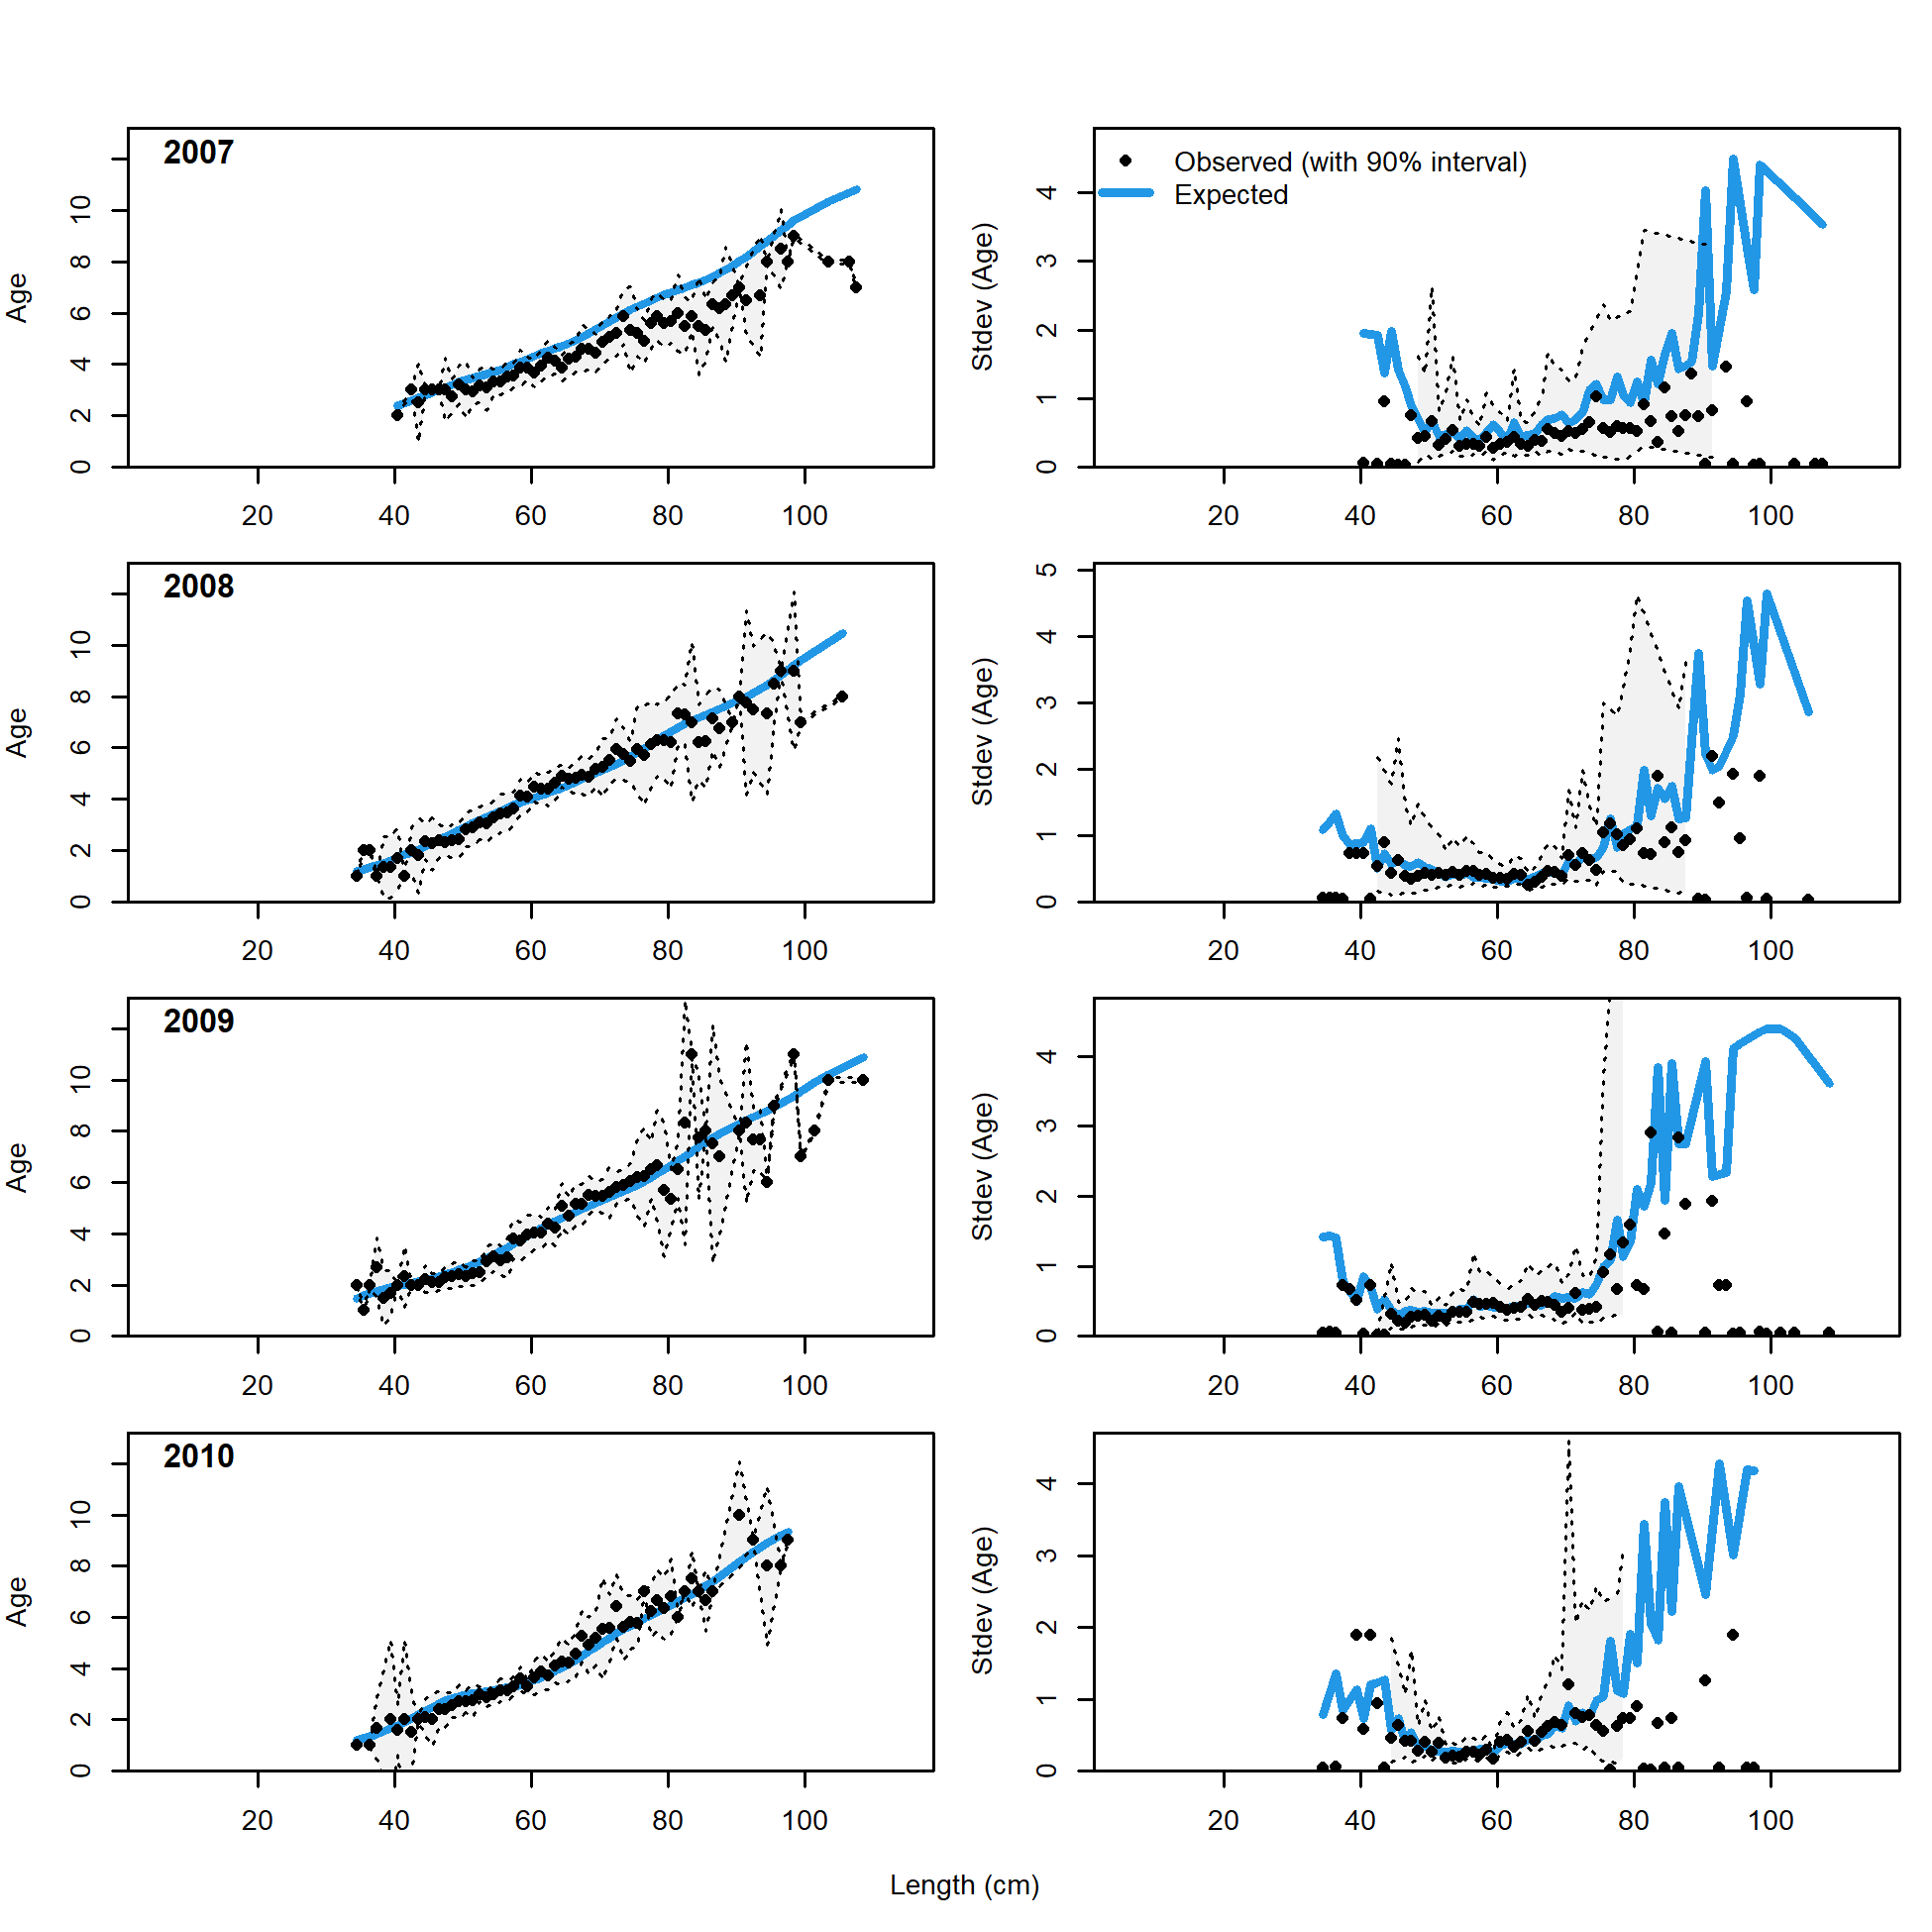 2007
Age
0 2 4 6 8 10
20 40 60 80 100
Observed (with 90% interval)
Expected
Stdev (Age)
0 1 2 3 4
20 40 60 80 100
2008
Age
0 2 4 6 8 10
20 40 60 80 100
Stdev (Age)
0 1 2 3 4 5
20 40 60 80 100
2009
Age
0 2 4 6 8 10
20 40 60 80 100
Stdev (Age)
0 1 2 3 4
20 40 60 80 100
2010
Age
0 2 4 6 8 10
20 40 60 80 100
Stdev (Age)
0 1 2 3 4
20 40 60 80 100
Length (cm)